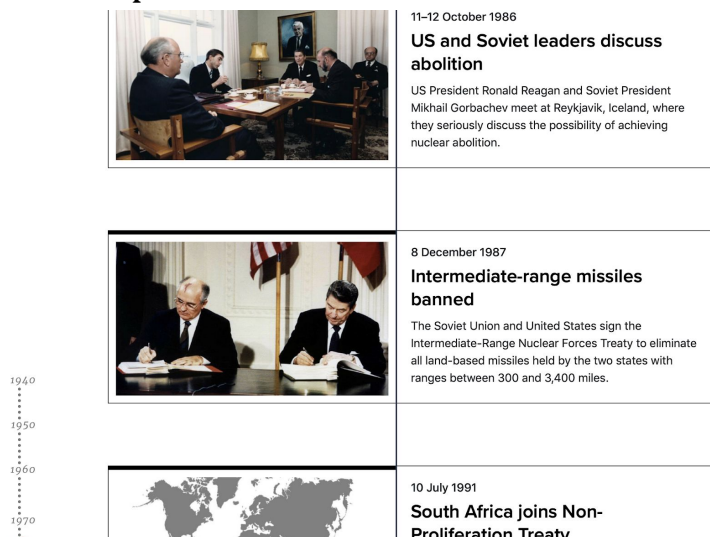 11–12 October 1986
US and Soviet leaders discuss
abolition
US President Ronald Reagan and Soviet President
Mikhail Gorbachev meet at Reykjavik, Iceland, where
they seriously discuss the possibility of achieving
nuclear abolition.
8 December 1987
Intermediate-range missiles
banned
The Soviet Union and United States sign the
Intermediate-Range Nuclear Forces Treaty to eliminate
all land-based missiles held by the two states with
ranges between 300 and 3,400 miles.
1940
1950
1960
1970
10 July 1991
South Africa joins Non-
Proliferation Treaty